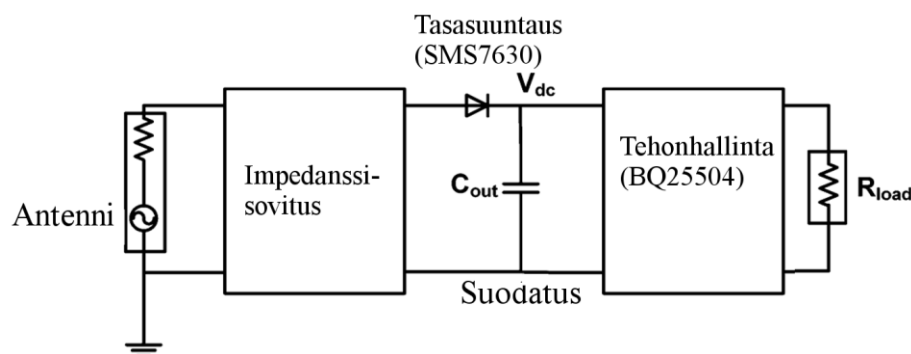 Tasasuuntaus
(SMS7630)
Vdc
Impedanssi-
sovitus
Tehonhallinta
(BQ25504)
Cout
Rload
Antenni
Suodatus